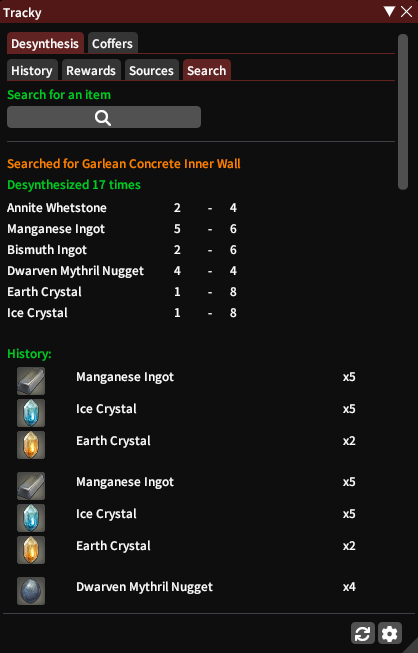 Tracky
Desynthesis Coffers
History Rewards Sources Search
Search for an item
Searched for Garlean Concrete Inner Wall
Desynthesized 17 times
Annite Whetstone 2 - 4
Manganese Ingot 5 - 6
Bismuth Ingot 2 - 6
Dwarven Mythril Nugget 4 - 4
Earth Crystal 1 - 8
Ice Crystal 1 - 8
History:
Manganese Ingot x5
Ice Crystal x5
Earth Crystal x2
Manganese Ingot x5
Ice Crystal x5
Earth Crystal x2
Dwarven Mythril Nugget x4